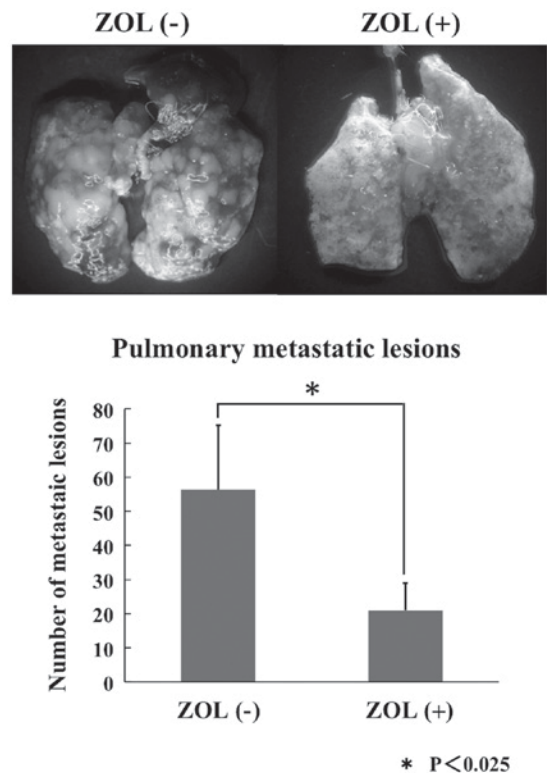 ZOL (-) ZOL (+)
Pulmonary metastatic lesions
*
Number of metastaic lesions
80
70
60
50
40
30
20
10
0
ZOL (-) ZOL (+)
* P<0.025